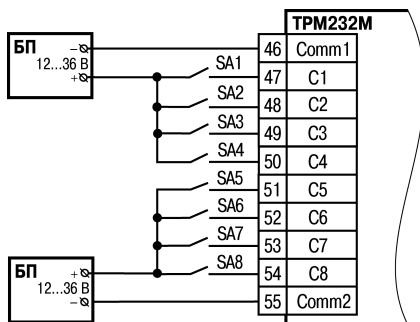 ТРМ232М
БП
12...36 В
–
+
SA1
SA2
SA3
SA4
SA5
SA6
SA7
SA8
46 Comm1
47 C1
48 C2
49 C3
50 C4
51 C5
52 C6
53 C7
54 C8
55 Comm2
БП
12...36 В
+
–